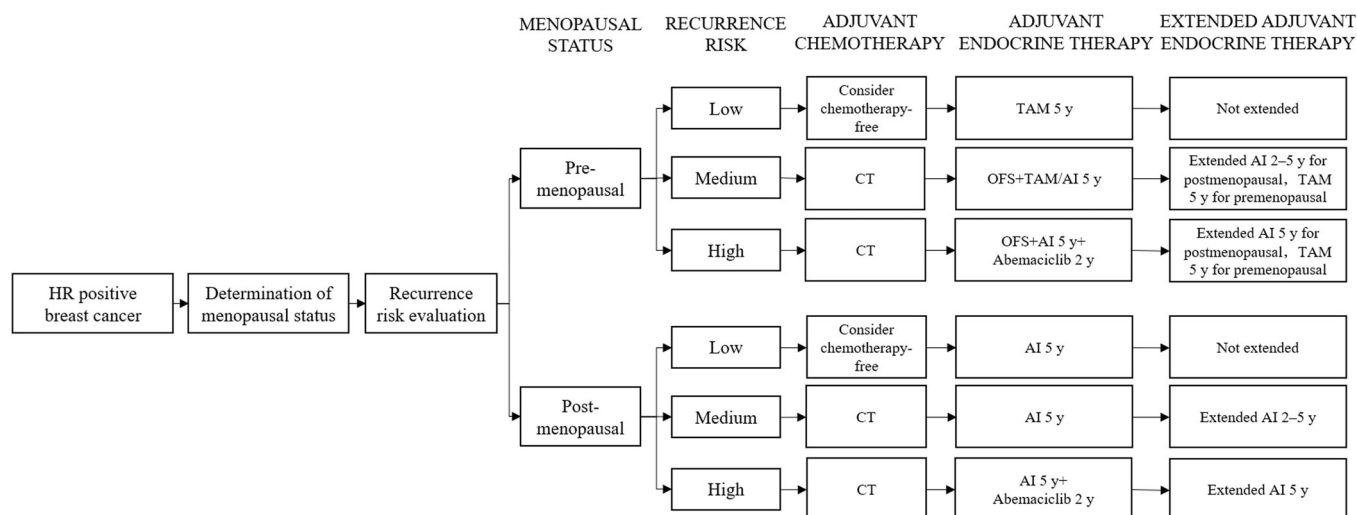 MENOPAUSAL
STATUS
RECURRENCE
RISK
ADJUVANT
CHEMOTHERAPY
ADJUVANT
ENDOCRINE THERAPY
EXTENDED ADJUVANT
ENDOCRINE THERAPY
HR positive
breast cancer
Determination of
menopausal status
Recurrence
risk evaluation
Pre-
menopausal
Low
Consider
chemotherapy-
free
TAM 5 y
Not extended
Medium
CT
OFS+TAM/AI 5 y
Extended AI 2–5 y for
postmenopausal，TAM
5 y for premenopausal
High
CT
OFS+AI 5 y+
Abemaciclib 2 y
Extended AI 5 y for
postmenopausal，TAM
5 y for premenopausal
Post-
menopausal
Low
Consider
chemotherapy-
free
AI 5 y
Not extended
Medium
CT
AI 5 y
Extended AI 2–5 y
High
CT
AI 5 y+
Abemaciclib 2 y
Extended AI 5 y